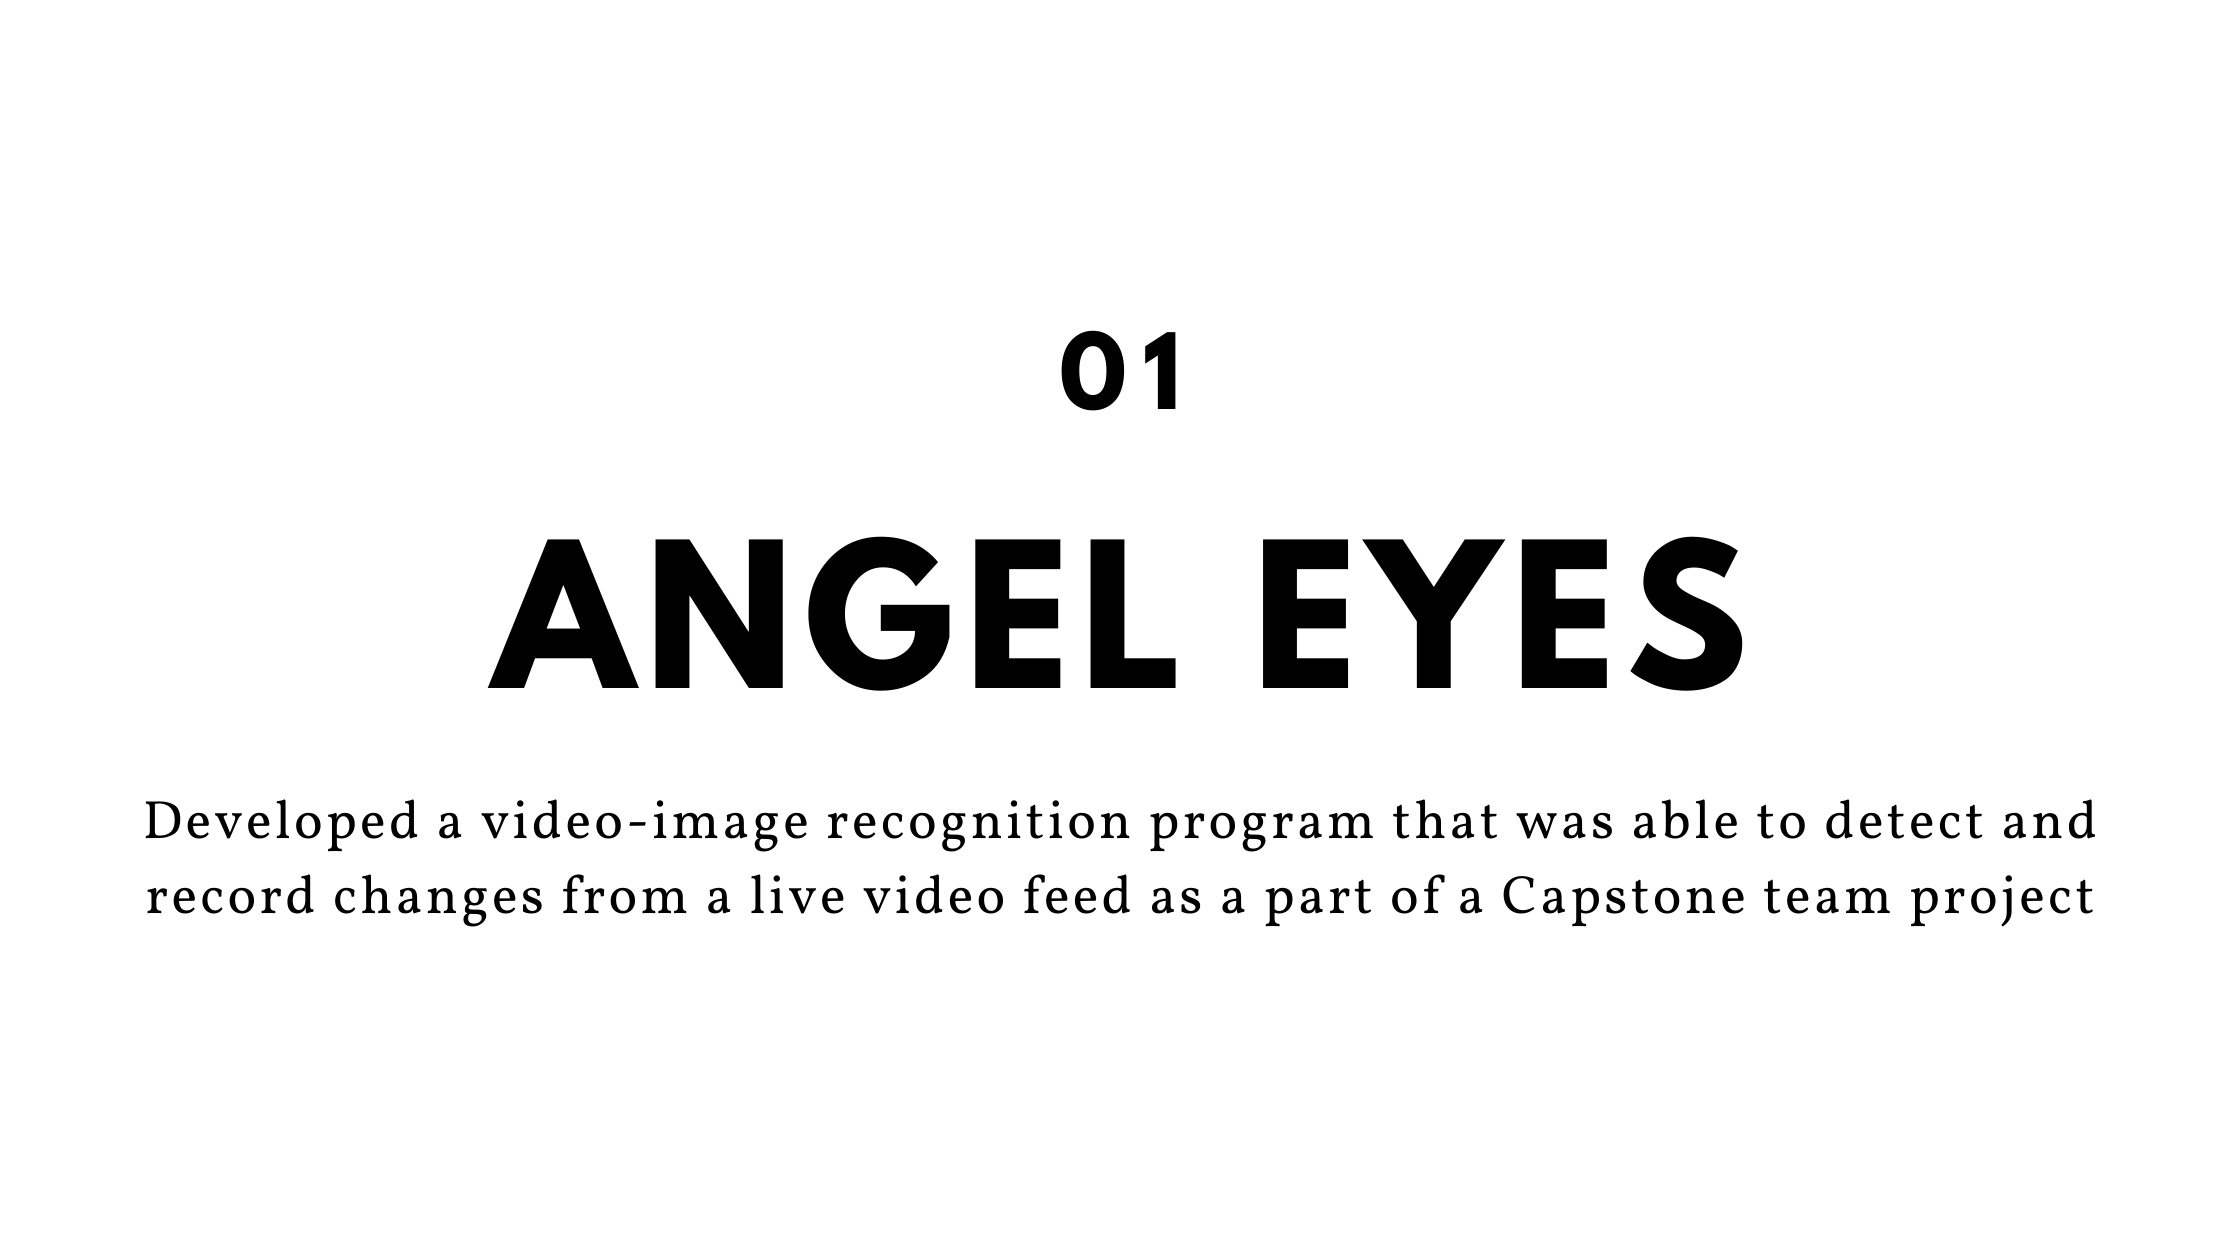 01
ANGEL EYES
Developed a video-image recognition program that was able to detect and
record changes from a live video feed as a part of a Capstone team project